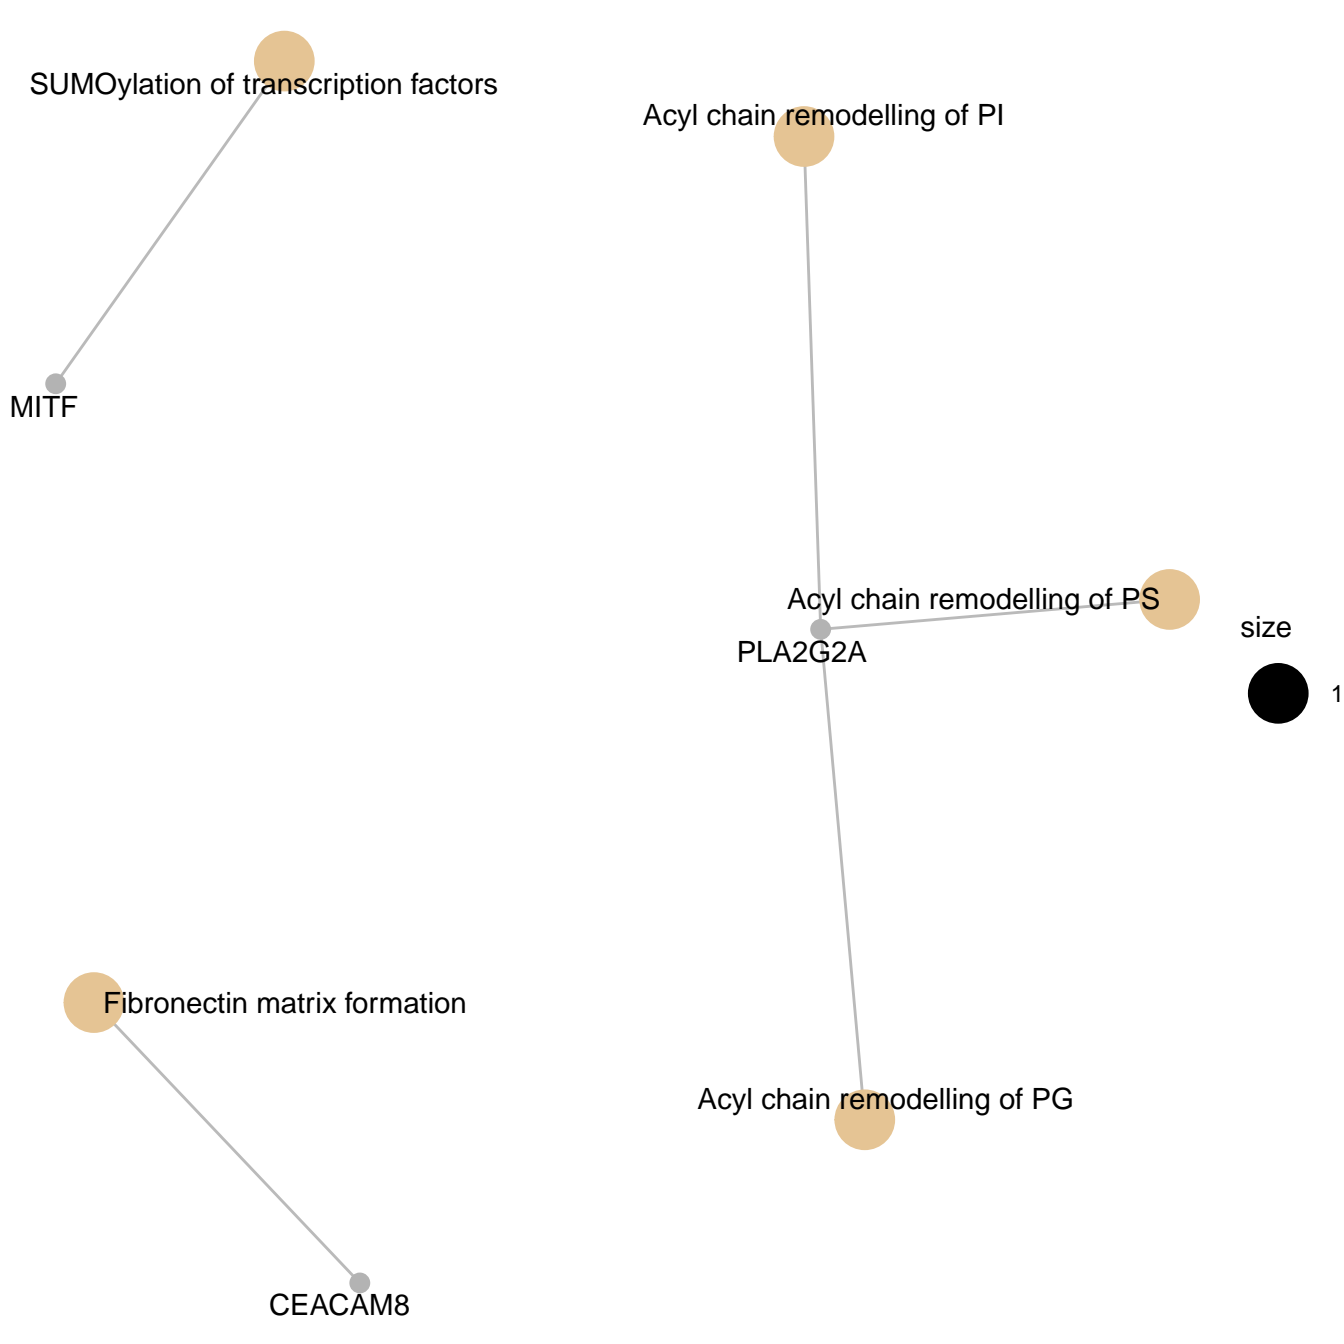 SUMOylation of transcription factors
Acyl chain remodelling of PI
MITF
Acyl chain remodelling of PS
size
PLA2G2A
1
Fibronectin matrix formation
Acyl chain remodelling of PG
CEACAM8